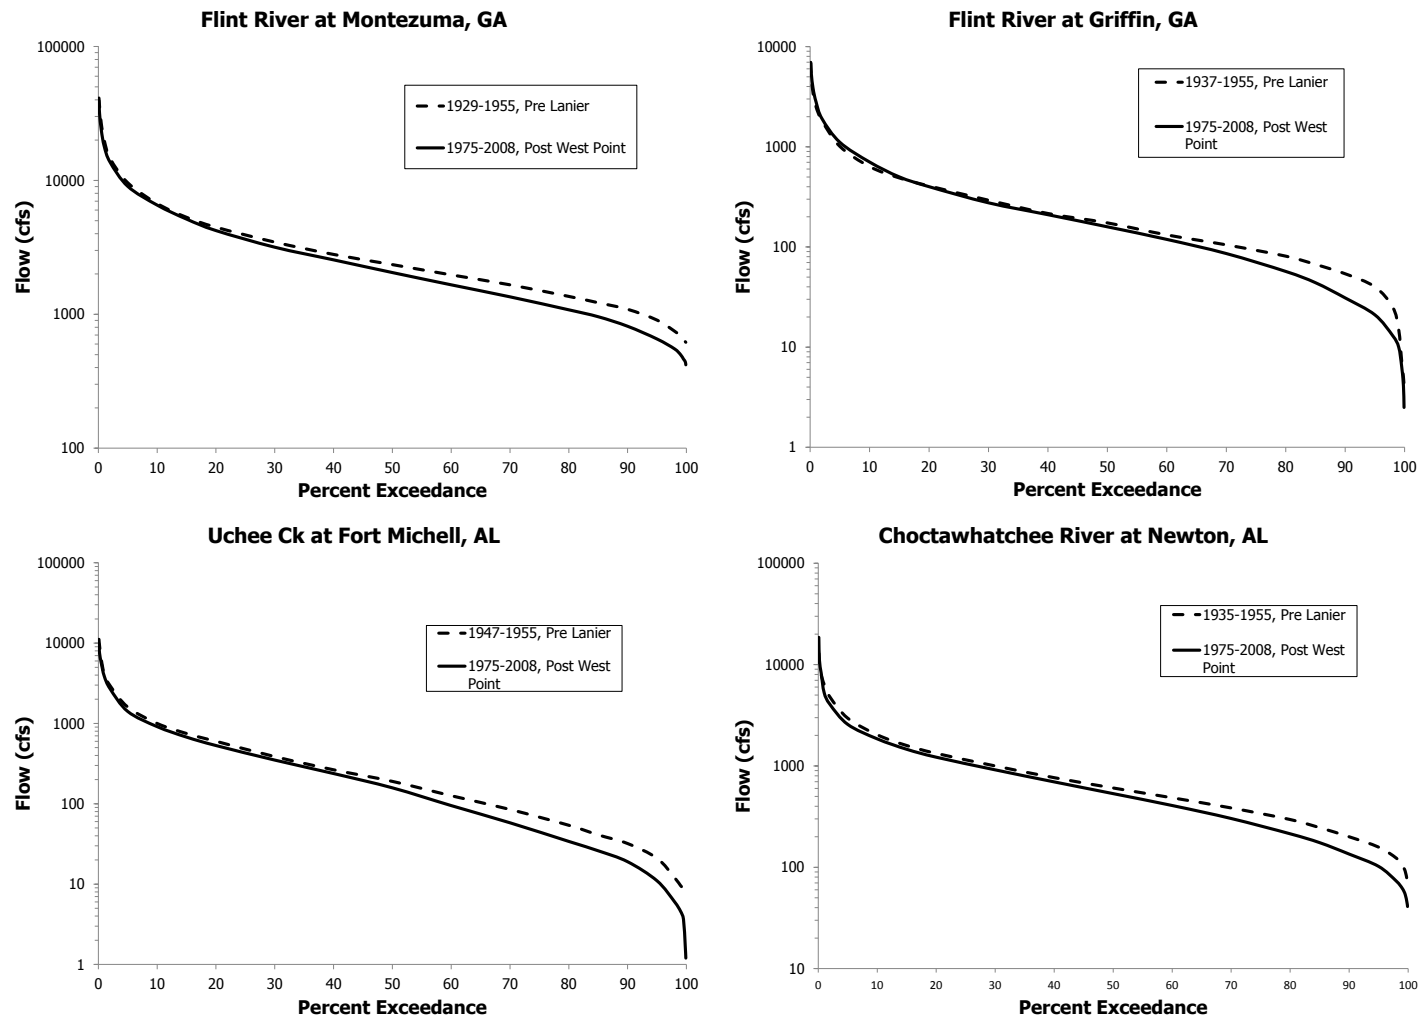 Flint River at Montezuma, GA
100000
10000
1000
100
Flow (cfs)
1929-1955, Pre Lanier
1975-2008, Post West Point
0 10 20 30 40 50 60 70 80 90 100
Percent Exceedance
Flint River at Griffin, GA
10000
1000
100
10
1
Flow (cfs)
1937-1955, Pre Lanier
1975-2008, Post West
Point
0 10 20 30 40 50 60 70 80 90 100
Percent Exceedance
Uchee Ck at Fort Michell, AL
100000
10000
1000
100
10
1
Flow (cfs)
1947-1955, Pre Lanier
1975-2008, Post West
Point
0 10 20 30 40 50 60 70 80 90 100
Percent Exceedance
Choctawhatchee River at Newton, AL
100000
10000
1000
100
10
Flow (cfs)
1935-1955, Pre Lanier
1975-2008, Post West
Point
0 10 20 30 40 50 60 70 80 90 100
Percent Exceedance